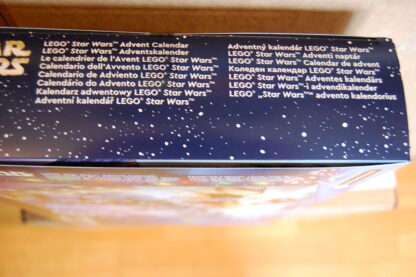 STAR
WARS
LEGO® Star Wars™ Advent Calendar
LEGO® Star Wars™ Adventskalender
Le calendrier de l'Avent LEGO® Star Wars™
Calendario dell'Avvento LEGO® Star Wars™
Calendario de Adviento LEGO® Star Wars™
Calendário do Advento LEGO® Star Wars™
Kalendarz adwentowy LEGO® Star Wars™
Adventní kalendář LEGO® Star Wars™
Adventný kalendár LEGO® Star Wars™
LEGO® Star Wars™ Adventi naptár
LEGO® Star Wars™ Calendar de advent
Коледен календар LEGO® Star Wars™
LEGO® Star Wars™ Adventes kalendārs
LEGO® Star Wars™-i advendikalender
LEGO® „Star Wars™“ advento kalendorius